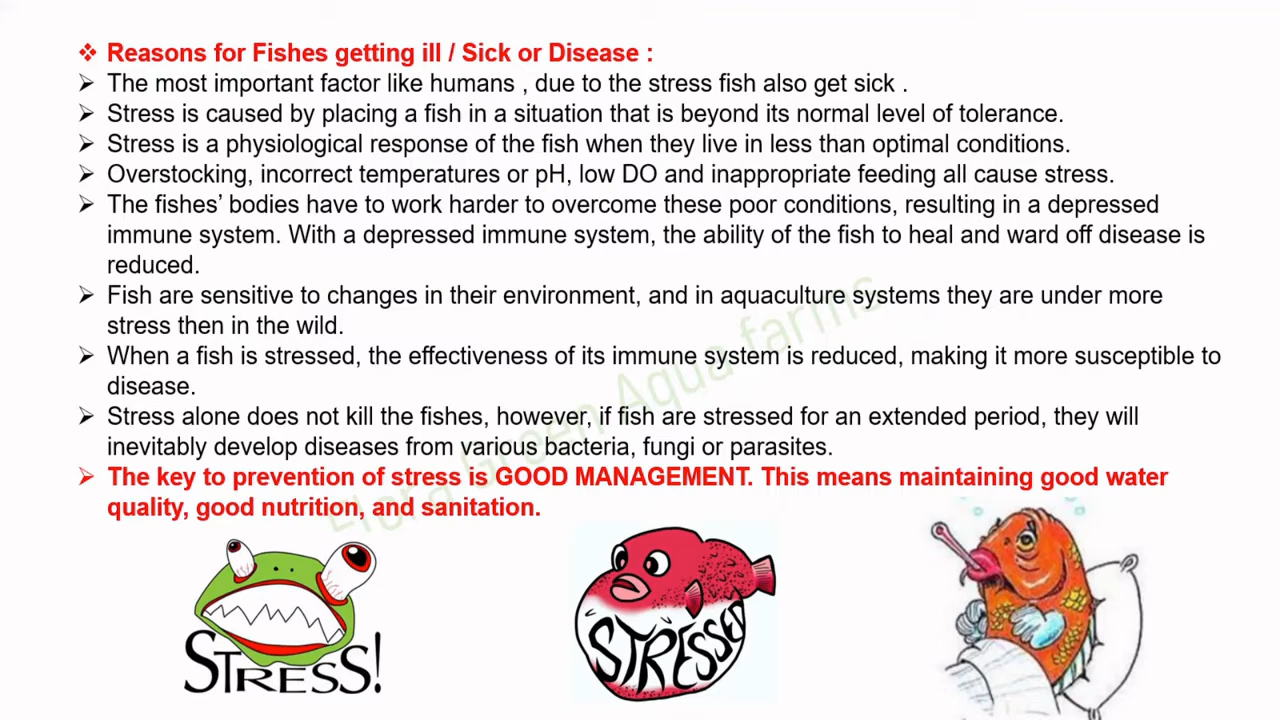 ❖ Reasons for Fishes getting ill / Sick or Disease :
➢ The most important factor like humans , due to the stress fish also get sick .
➢ Stress is caused by placing a fish in a situation that is beyond its normal level of tolerance.
➢ Stress is a physiological response of the fish when they live in less than optimal conditions.
➢ Overstocking, incorrect temperatures or pH, low DO and inappropriate feeding all cause stress.
➢ The fishes’ bodies have to work harder to overcome these poor conditions, resulting in a depressed
immune system. With a depressed immune system, the ability of the fish to heal and ward off disease is
reduced.
➢ Fish are sensitive to changes in their environment, and in aquaculture systems they are under more
stress then in the wild.
➢ When a fish is stressed, the effectiveness of its immune system is reduced, making it more susceptible to
disease.
➢ Stress alone does not kill the fishes, however, if fish are stressed for an extended period, they will
inevitably develop diseases from various bacteria, fungi or parasites.
➢ The key to prevention of stress is GOOD MANAGEMENT. This means maintaining good water
quality, good nutrition, and sanitation.
Flora Green Aqua farms
STRESS!
STRESSED